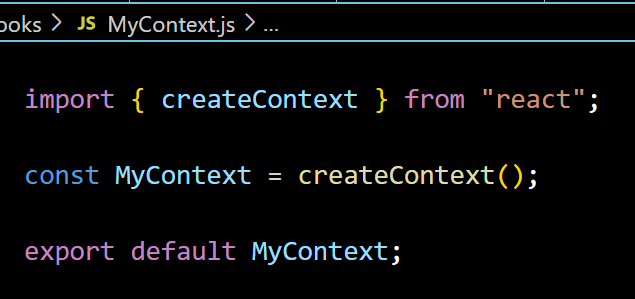 ooks > JS MyContext.js > ...
import { createContext } from "react";
const MyContext = createContext();
export default MyContext;